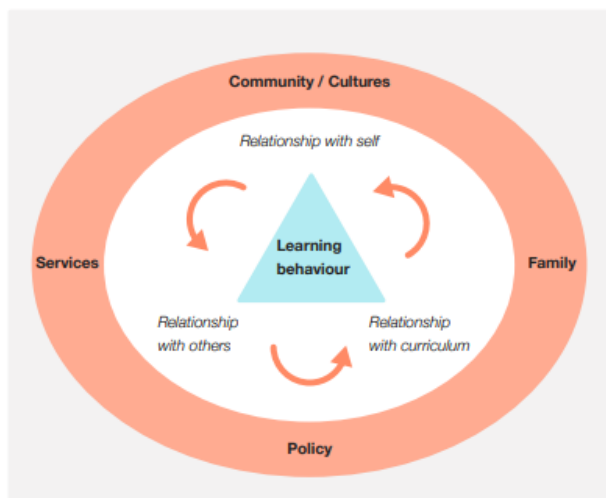 Community / Cultures
Relationship with self
Learning
behaviour
Services
Family
Relationship
with others
Relationship
with curriculum
Policy